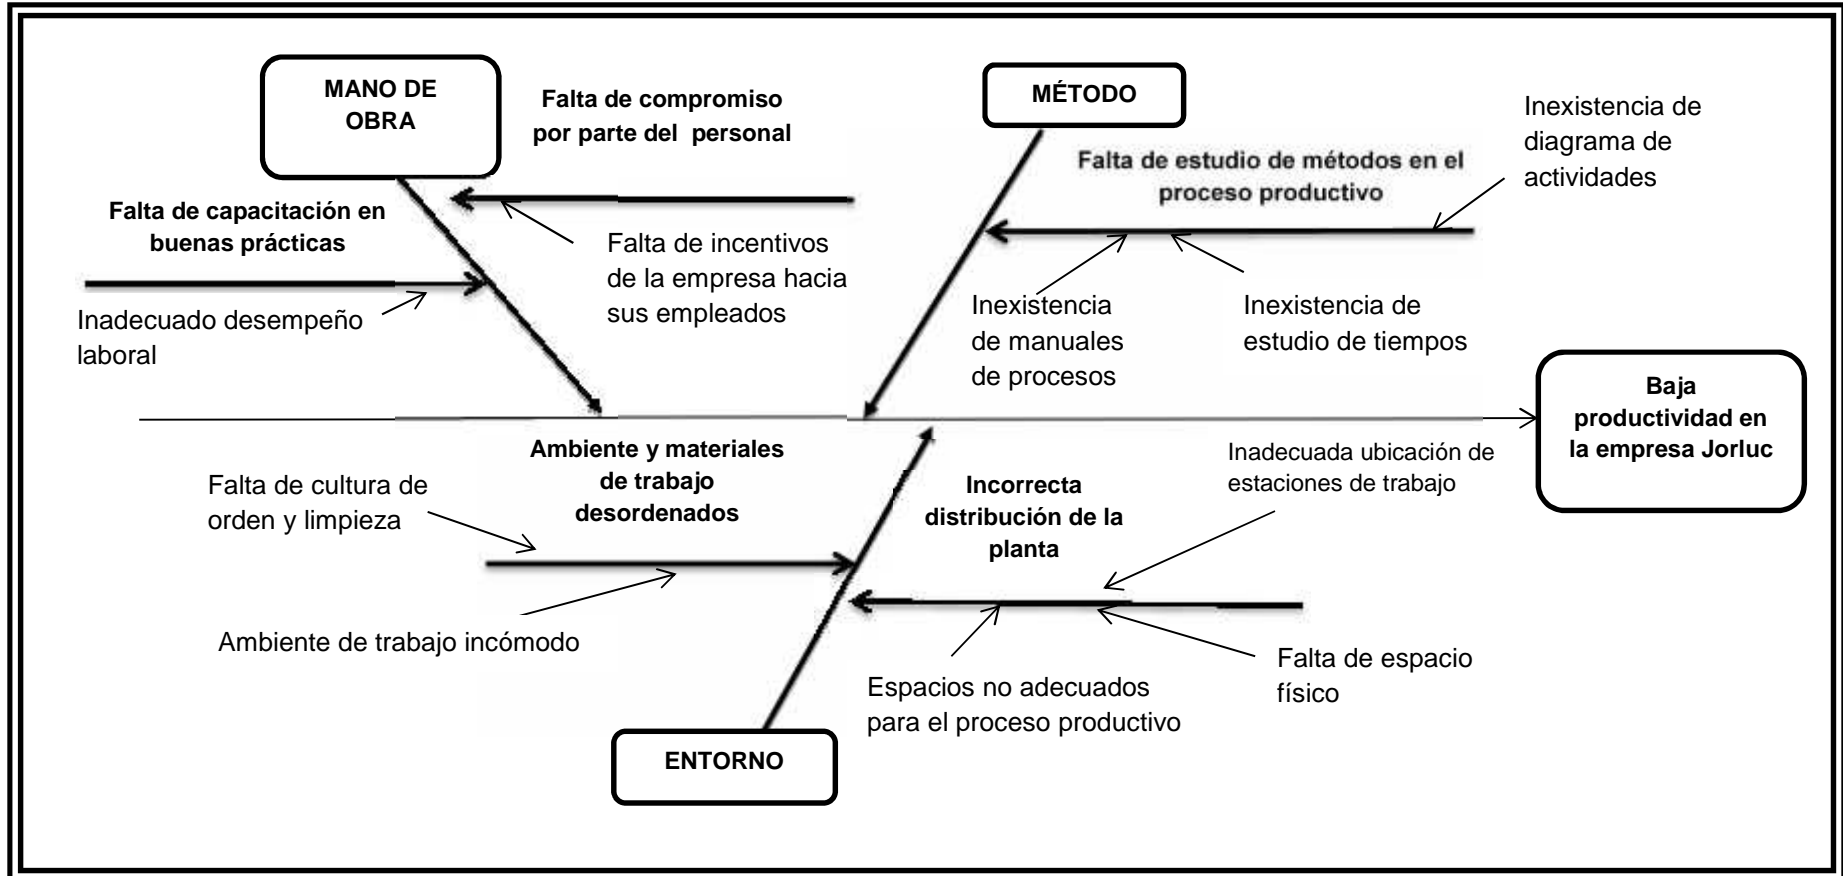 MANO DE
OBRA
Falta de compromiso
por parte del personal
MÉTODO
Inexistencia de
diagrama de
actividades
Falta de estudio de métodos en el
proceso productivo
Falta de capacitación en
buenas prácticas
Falta de incentivos
de la empresa hacia
sus empleados
Inadecuado desempeño
laboral
Inexistencia
de manuales
de procesos
Inexistencia de
estudio de tiempos
Baja
productividad en
la empresa Jorluc
Ambiente y materiales
de trabajo
desordenados
Falta de cultura de
orden y limpieza
Incorrecta
distribución de la
planta
Inadecuada ubicación de
estaciones de trabajo
Ambiente de trabajo incómodo
Espacios no adecuados
para el proceso productivo
Falta de espacio
físico
ENTORNO